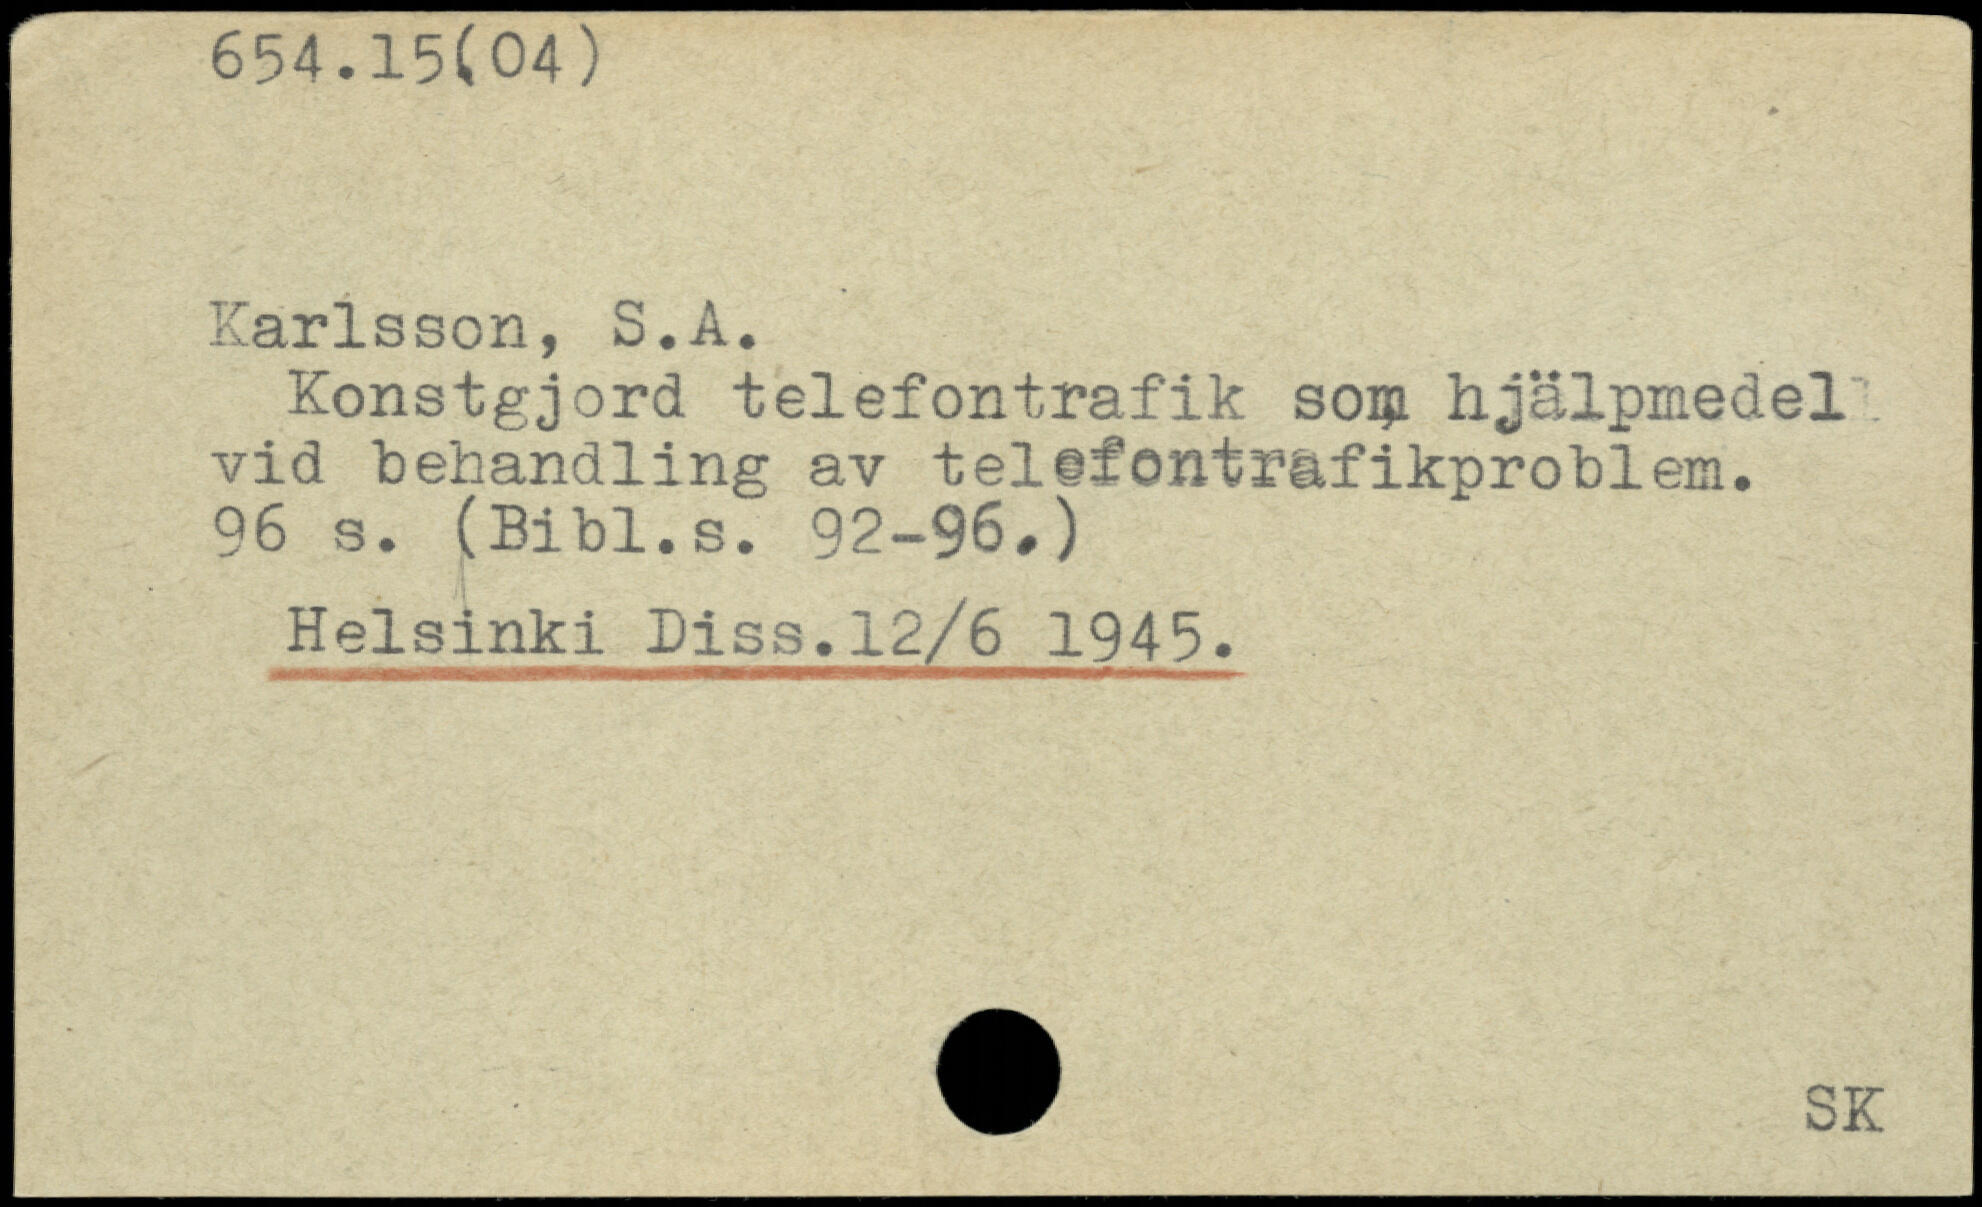 654.15(04)
Karlsson, S.A.
Konstgjord telefontrafik som hjälpmedel
vid behandling av telefontrafikproblem.
96 s. (Bibl.s. 92-96.)
Helsinki Diss.12/6 1945.
SK